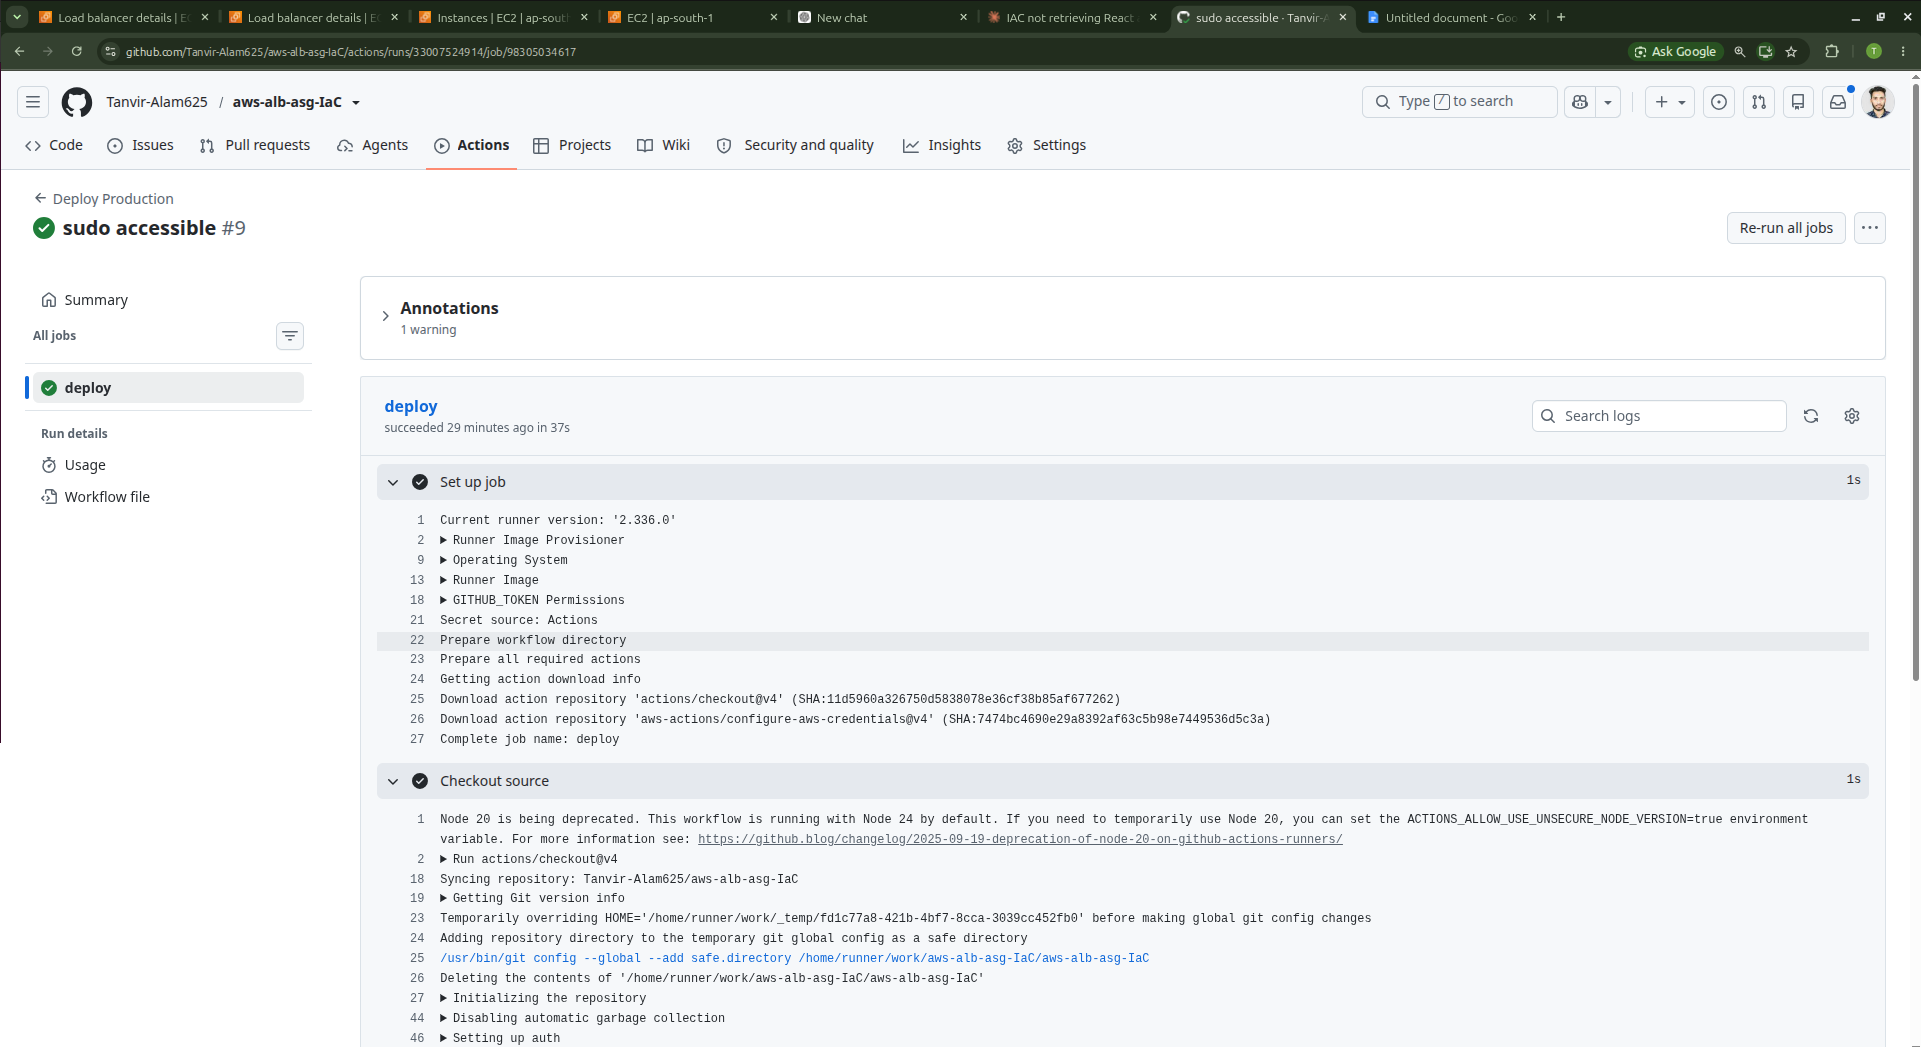 Load balancer details | EC
Load balancer details | EC
Instances | EC2 | ap-south
EC2 | ap-south-1
New chat
IAC not retrieving React
sudo accessible · Tanvir-A
Untitled document - Goo
github.com/Tanvir-Alam625/aws-alb-asg-IaC/actions/runs/33007524914/job/98305034617
Ask Google
T
Tanvir-Alam625 / aws-alb-asg-IaC
Type / to search
Code
Issues
Pull requests
Agents
Actions
Projects
Wiki
Security and quality
Insights
Settings
Deploy Production
sudo accessible #9
Re-run all jobs
Summary
All jobs
deploy
Run details
Usage
Workflow file
Annotations
1 warning
deploy
succeeded 29 minutes ago in 37s
Search logs
Set up job 1s
1 Current runner version: '2.336.0'
2 Runner Image Provisioner
9 Operating System
13 Runner Image
18 GITHUB_TOKEN Permissions
21 Secret source: Actions
22 Prepare workflow directory
23 Prepare all required actions
24 Getting action download info
25 Download action repository 'actions/checkout@v4' (SHA:11d5960a326750d5838078e36cf38b85af677262)
26 Download action repository 'aws-actions/configure-aws-credentials@v4' (SHA:7474bc4690e29a8392af63c5b98e7449536d5c3a)
27 Complete job name: deploy
Checkout source 1s
1 Node 20 is being deprecated. This workflow is running with Node 24 by default. If you need to temporarily use Node 20, you can set the ACTIONS_ALLOW_USE_UNSECURE_NODE_VERSION=true environment
variable. For more information see: https://github.blog/changelog/2025-09-19-deprecation-of-node-20-on-github-actions-runners/
2 Run actions/checkout@v4
18 Syncing repository: Tanvir-Alam625/aws-alb-asg-IaC
19 Getting Git version info
23 Temporarily overriding HOME='/home/runner/work/_temp/fd1c77a8-421b-4bf7-8cca-3039cc452fb0' before making global git config changes
24 Adding repository directory to the temporary git global config as a safe directory
25 /usr/bin/git config --global --add safe.directory /home/runner/work/aws-alb-asg-IaC/aws-alb-asg-IaC
26 Deleting the contents of '/home/runner/work/aws-alb-asg-IaC/aws-alb-asg-IaC'
27 Initializing the repository
44 Disabling automatic garbage collection
46 Setting up auth